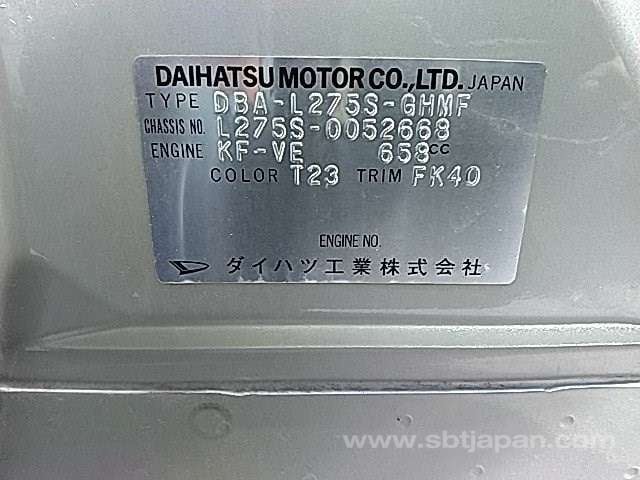 DAIHATSU MOTOR CO.,LTD. JAPAN
TYPE DBA-L275S-GHMF
CHASSIS NO. L275S-0052668
ENGINE KF-VE 658cc
COLOR T23 TRIM FK40
ENGINE NO.
ダイハツ工業株式会社
www.sbtjapan.com